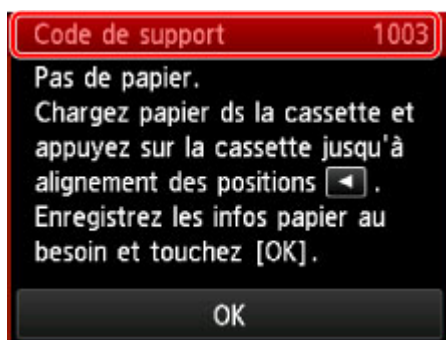 Code de support 1003
Pas de papier.
Chargez papier ds la cassette et
appuyez sur la cassette jusqu'à
alignement des positions ◀ .
Enregistrez les infos papier au
besoin et touchez [OK].
OK